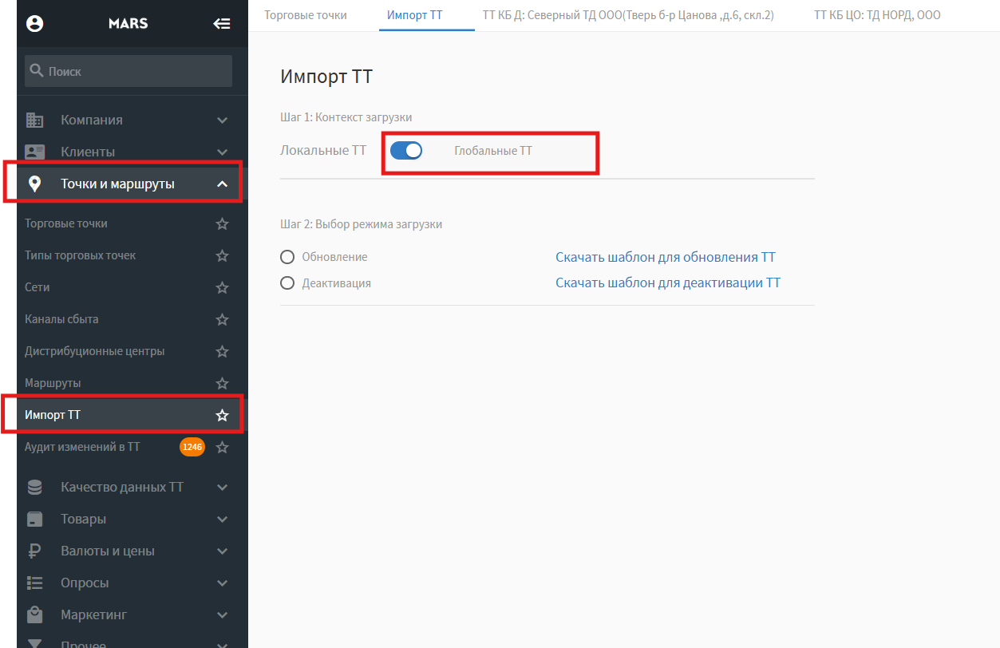 MARS
Поиск
Компания
Клиенты
Точки и маршруты
Торговые точки
Типы торговых точек
Сети
Каналы сбыта
Дистрибуционные центры
Маршруты
Импорт ТТ
Аудит изменений в ТТ 1246
Качество данных ТТ
Товары
Валюты и цены
Опросы
Маркетинг
Прочее
Торговые точки Импорт ТТ ТТ КБ Д: Северный ТД ООО(Тверь б-р Цанова ,д.6, скл.2) ТТ КБ ЦО: ТД НОРД, ООО
Импорт ТТ
Шаг 1: Контекст загрузки
Локальные ТТ Глобальные ТТ
Шаг 2: Выбор режима загрузки
Обновление Скачать шаблон для обновления ТТ
Деактивация Скачать шаблон для деактивации ТТ